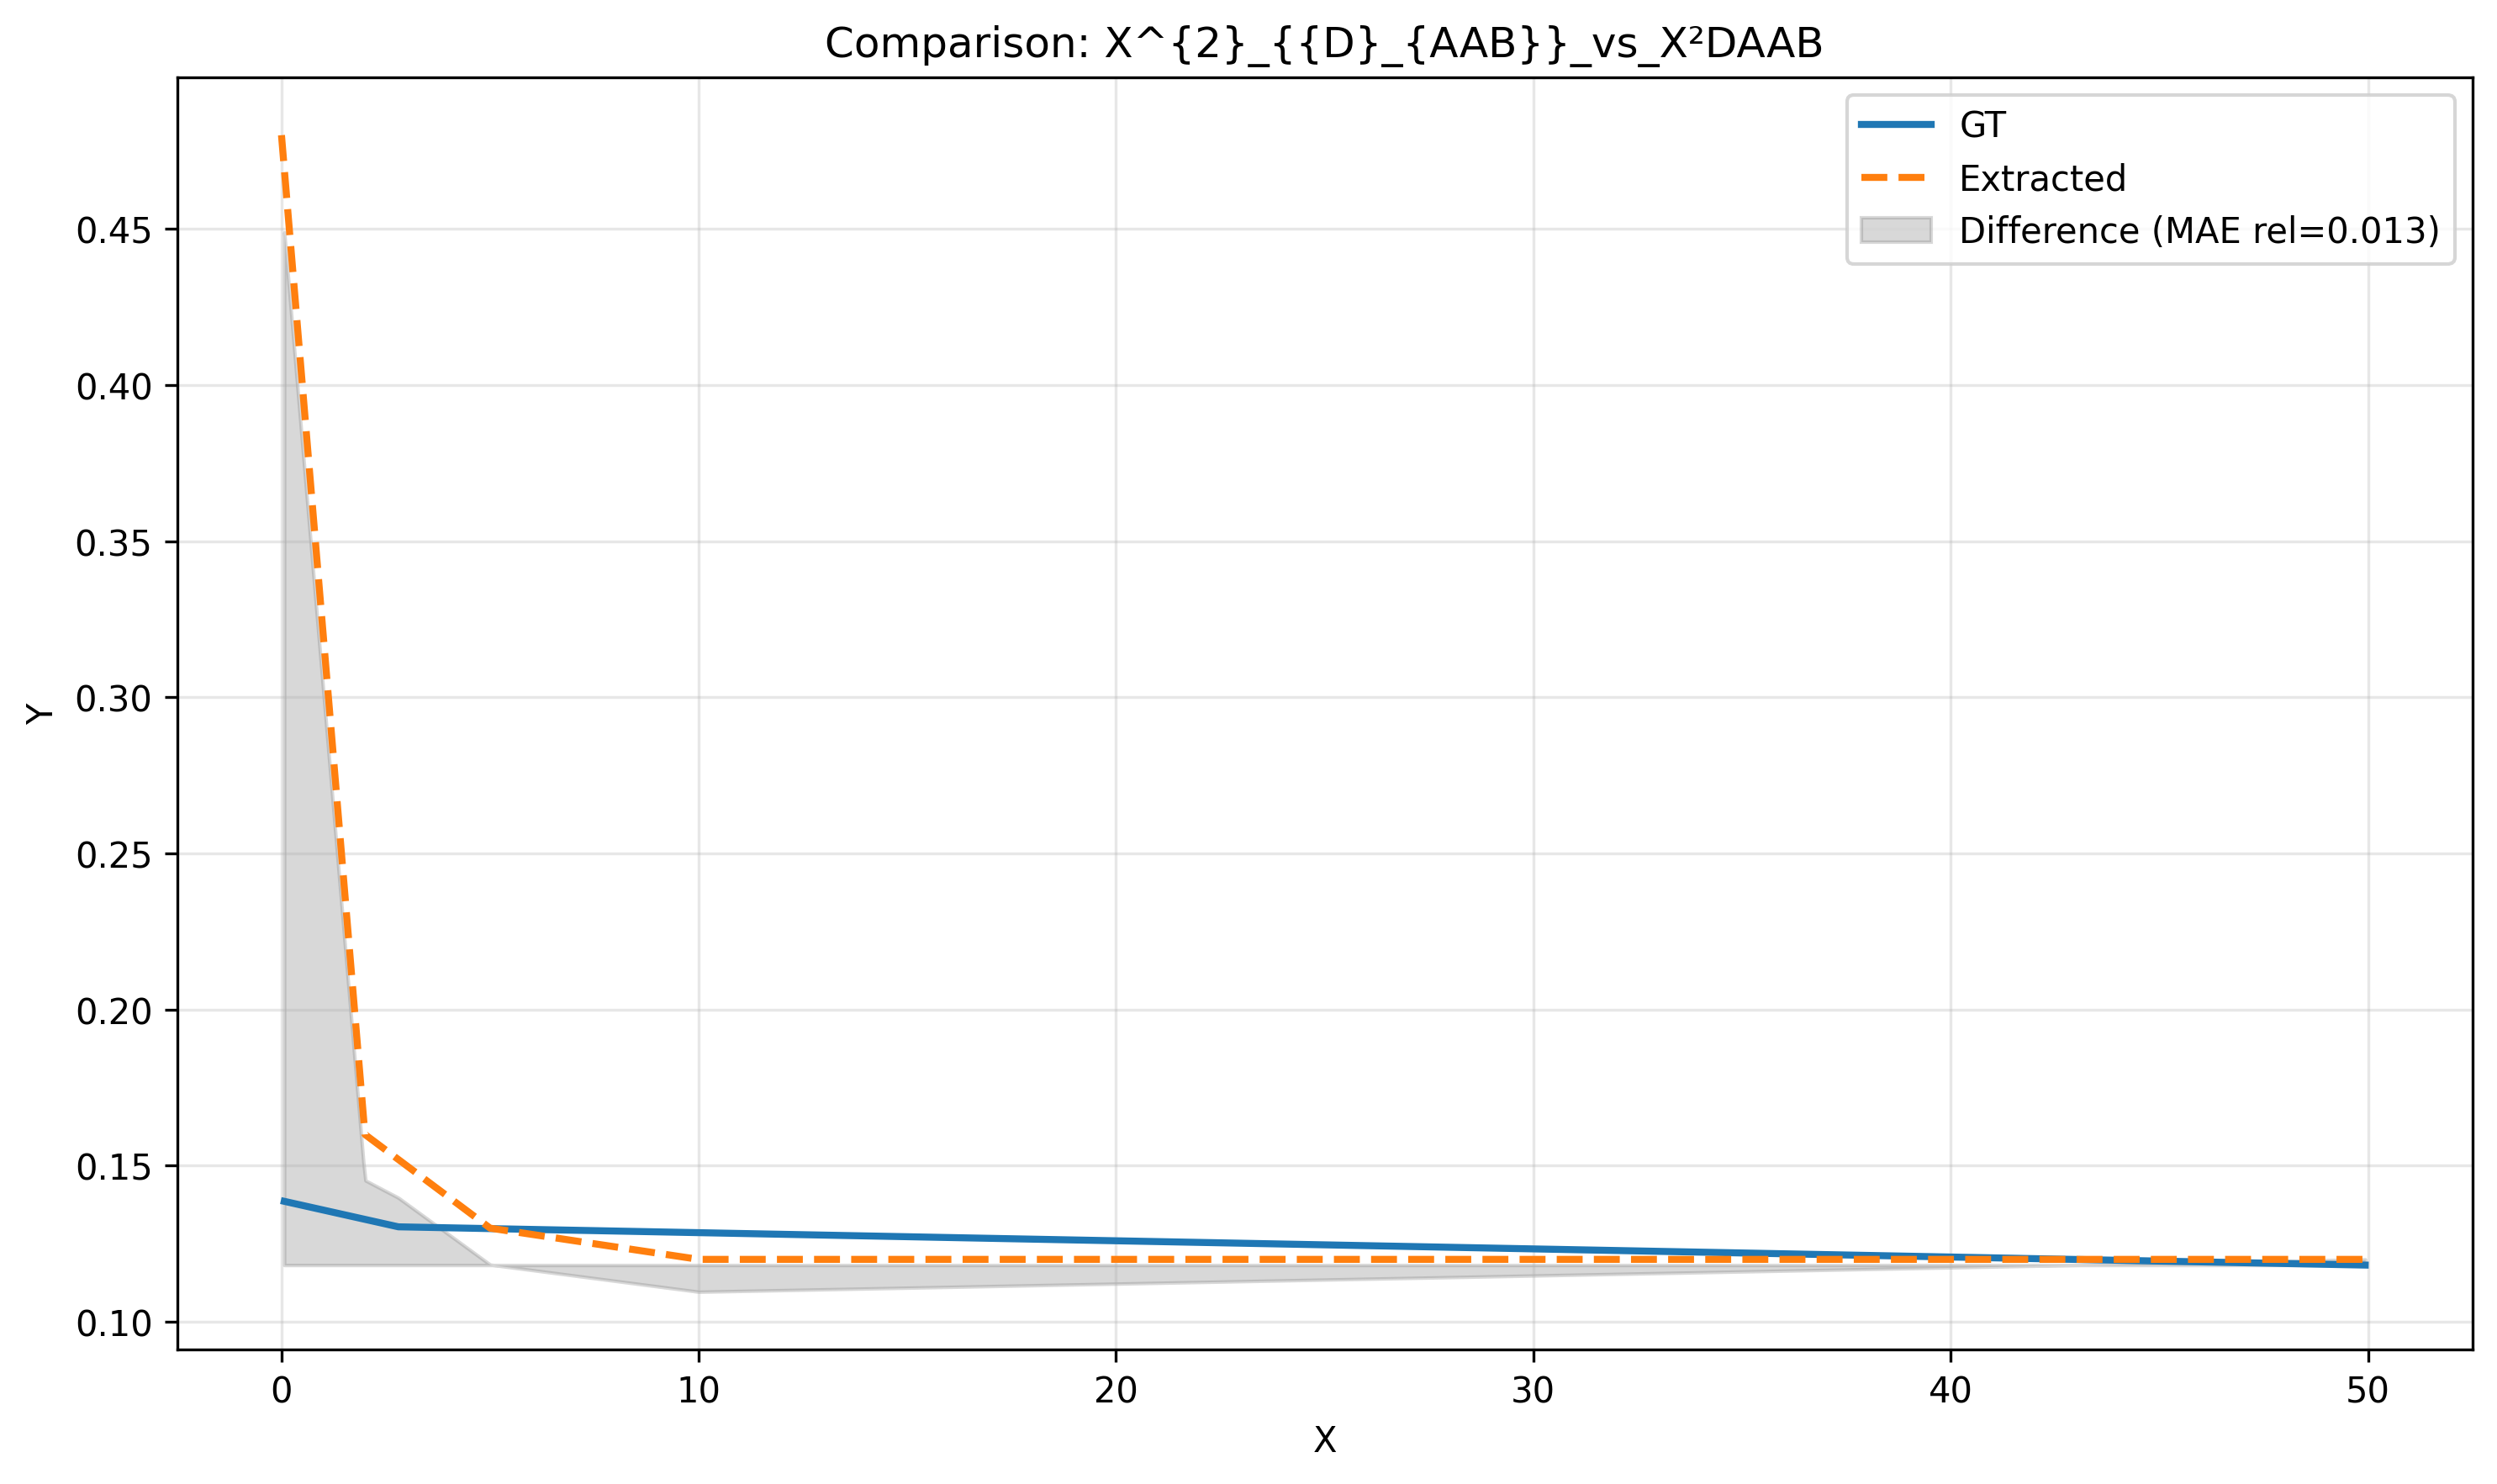 Comparison: X^{2}_{{D}_{AAB}}_vs_X²DAAB
GT
Extracted
Difference (MAE rel=0.013)
Y
0.45
0.40
0.35
0.30
0.25
0.20
0.15
0.10
0 10 20 30 40 50
X